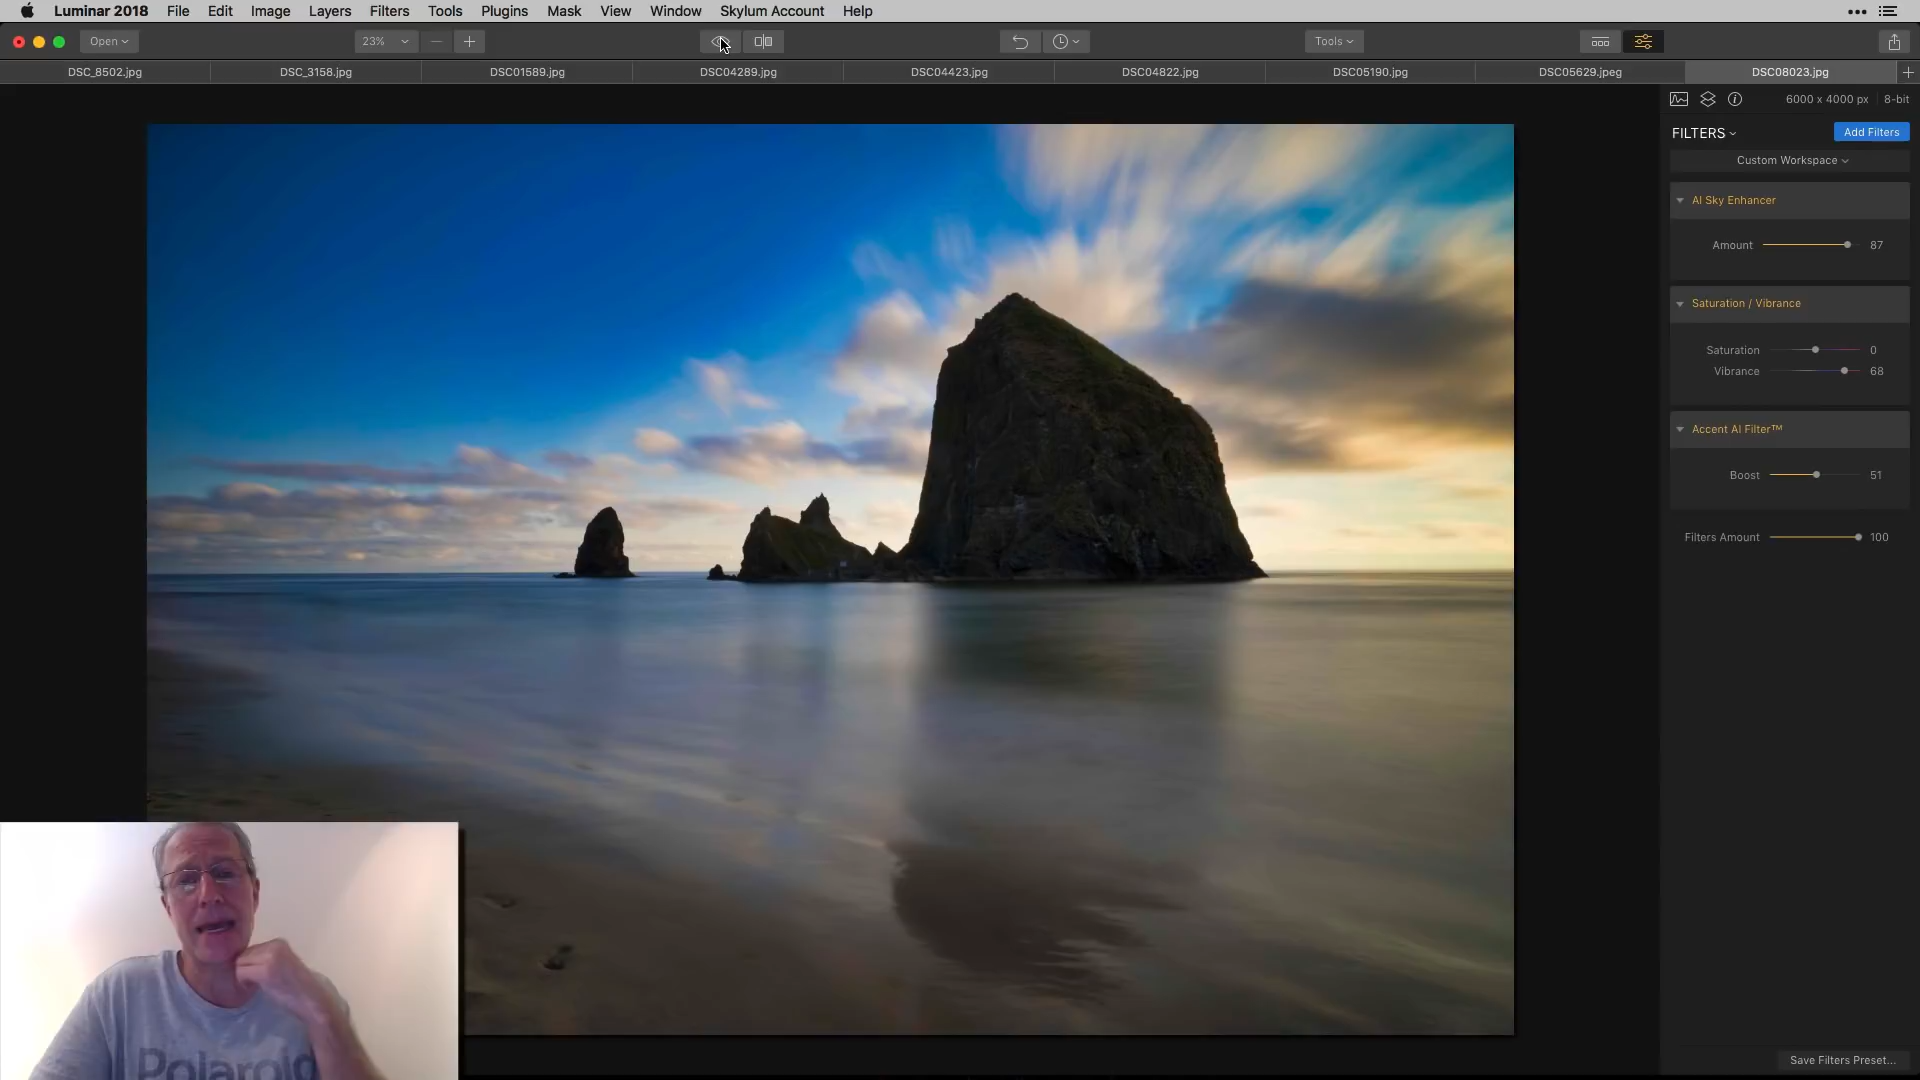 Luminar 2018 File Edit Image Layers Filters Tools Plugins Mask View Window Skylum Account Help
Open 23% Tools
DSC_8502.jpg DSC_3158.jpg DSC01589.jpg DSC04289.jpg DSC04423.jpg DSC04822.jpg DSC05190.jpg DSC05629.jpeg DSC08023.jpg
6000 x 4000 px 8-bit
FILTERS Add Filters
Custom Workspace
AI Sky Enhancer
Amount 87
Saturation / Vibrance
Saturation 0
Vibrance 68
Accent AI Filter™
Boost 51
Filters Amount 100
Polaroid
Save Filters Preset...